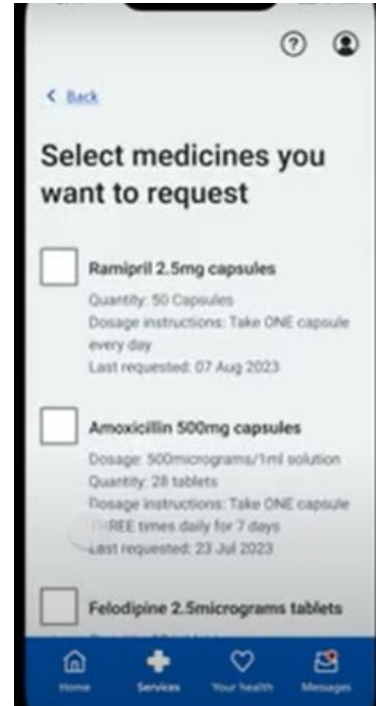 Back
Select medicines you
want to request
Ramipril 2.5mg capsules
Quantity: 50 Capsules
Dosage instructions: Take ONE capsule
every day
Last requested: 07 Aug 2023
Amoxicillin 500mg capsules
Dosage: 500micrograms/1ml solution
Quantity: 28 tablets
Dosage instructions: Take ONE capsule
THREE times daily for 7 days
Last requested: 23 Jul 2023
Felodipine 2.5micrograms tablets
Home
Services
Your health
Messages